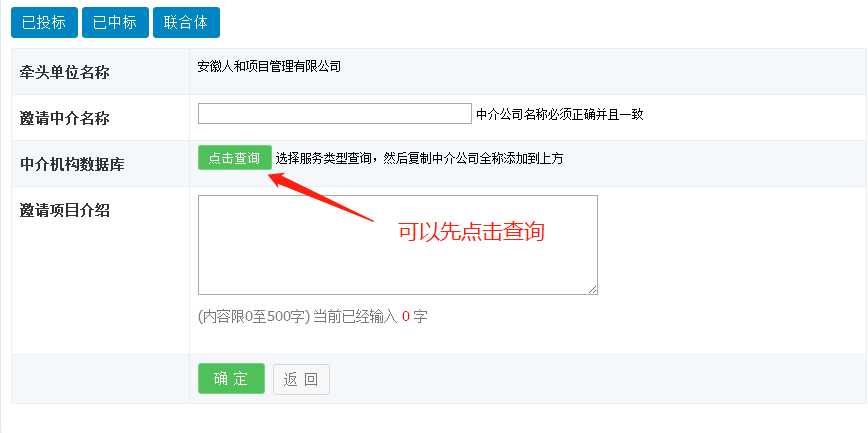 已投标 已中标 联合体
牵头单位名称 安徽人和项目管理有限公司
邀请中介名称 中介公司名称必须正确并且一致
中介机构数据库 点击查询 选择服务类型查询，然后复制中介公司全称添加到上方
邀请项目介绍
可以先点击查询
(内容限0至500字) 当前已经输入 0 字
确 定 返 回